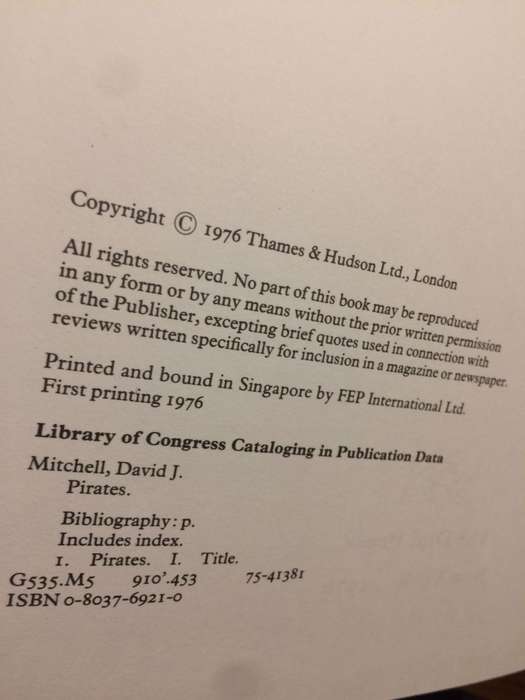 Copyright © 1976 Thames & Hudson Ltd., London
All rights reserved. No part of this book may be reproduced
in any form or by any means without the prior written permission
of the Publisher, excepting brief quotes used in connection with
reviews written specifically for inclusion in a magazine or newspaper.
Printed and bound in Singapore by FEP International Ltd.
First printing 1976
Library of Congress Cataloging in Publication Data
Mitchell, David J.
Pirates.
Bibliography: p.
Includes index.
1. Pirates. I. Title.
G535.M5 910'.453 75-41381
ISBN 0-8037-6921-0